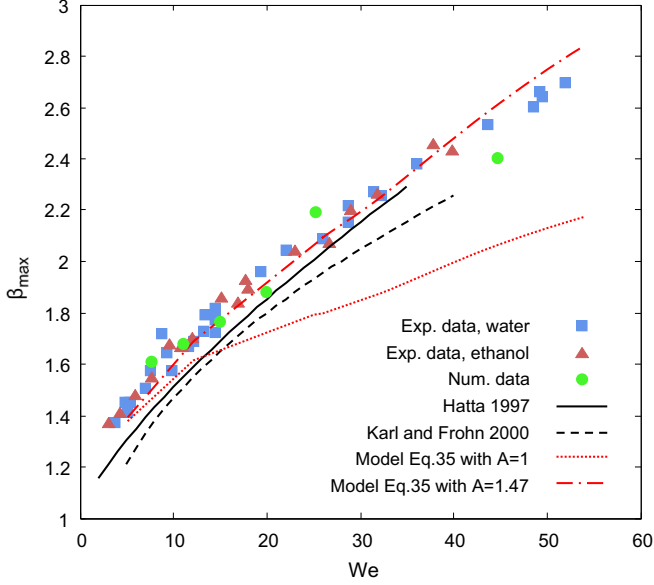 3
2.8
2.6
2.4
2.2
2
1.8
1.6
1.4
1.2
1
βmax
Exp. data, water
Exp. data, ethanol
Num. data
Hatta 1997
Karl and Frohn 2000
Model Eq.35 with A=1
Model Eq.35 with A=1.47
0 10 20 30 40 50 60
We